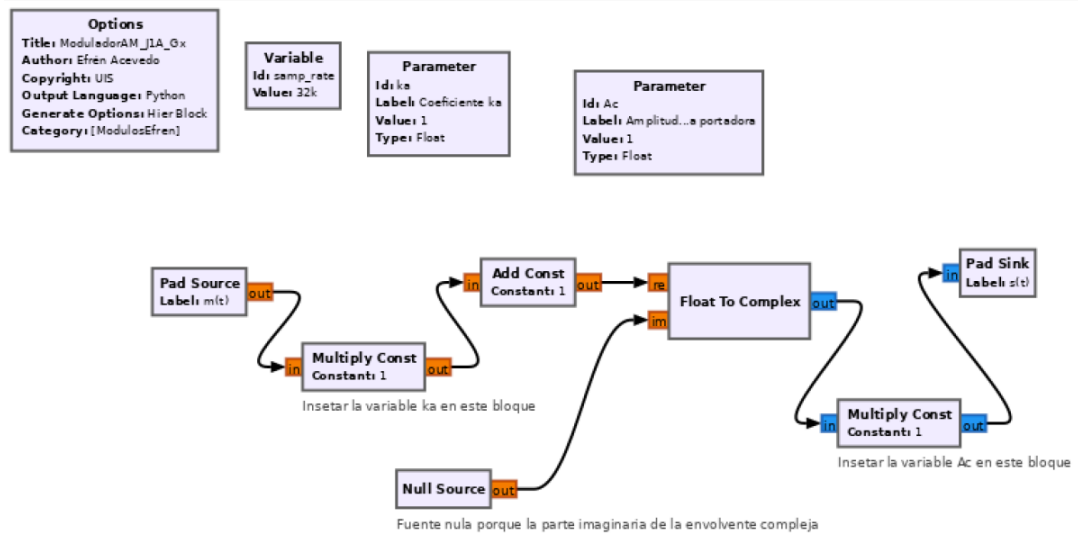 Options
Title: ModuladorAM_J1A_Gx
Author: Efrén Acevedo
Copyright: UIS
Output Language: Python
Generate Options: Hier Block
Category: [ModulosEfren]
Variable
Id: samp_rate
Value: 32k
Parameter
Id: ka
Label: Coeficiente ka
Value: 1
Type: Float
Parameter
Id: Ac
Label: Amplitud...a portadora
Value: 1
Type: Float
Pad Source
Label: m(t)
out
in
Multiply Const
Constant: 1
out
Insetar la variable ka en este bloque
in
Add Const
Constant: 1
out
re
im
Float To Complex
out
in
Multiply Const
Constant: 1
out
Insetar la variable Ac en este bloque
in
Pad Sink
Label: s(t)
Null Source
out
Fuente nula porque la parte imaginaria de la envolvente compleja